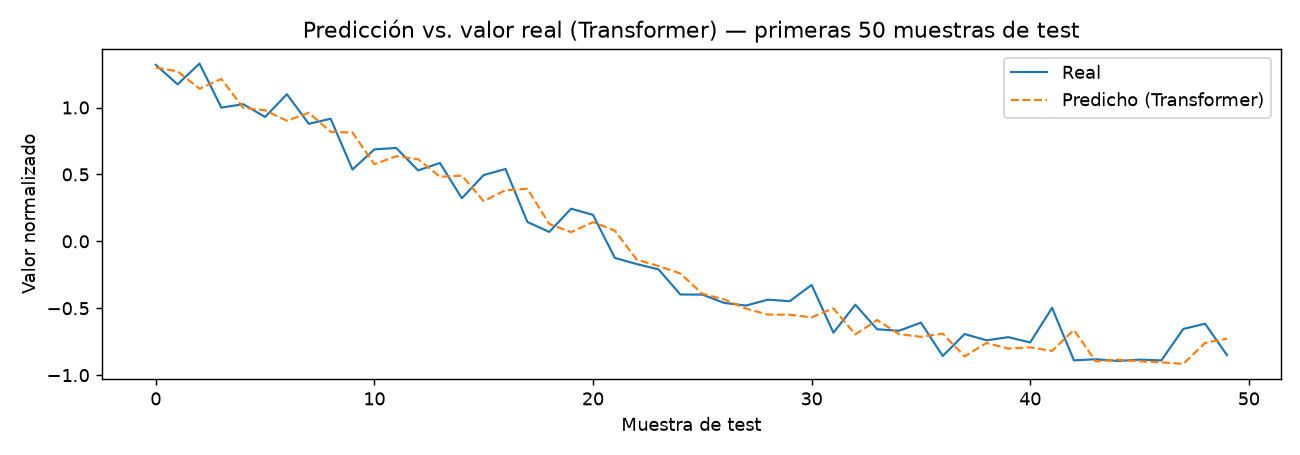 Predicción vs. valor real (Transformer) — primeras 50 muestras de test
Real
Predicho (Transformer)
Valor normalizado
1.0
0.5
0.0
−0.5
−1.0
0 10 20 30 40 50
Muestra de test